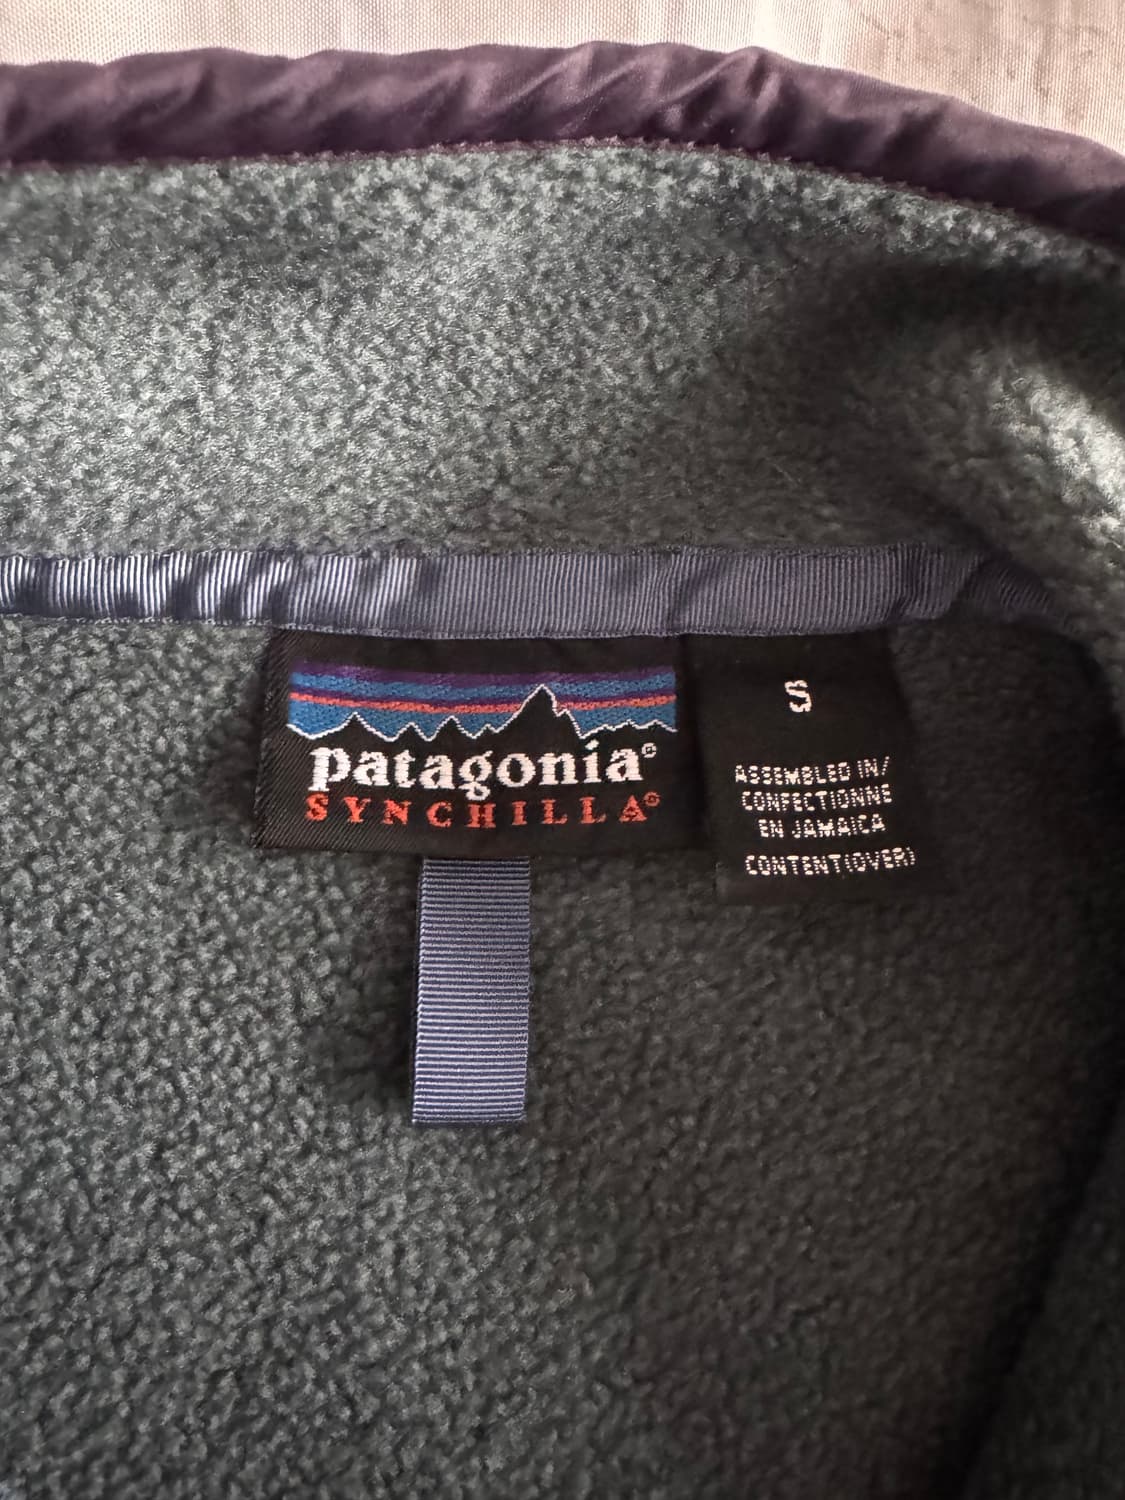 patagonia®
SYNCHILLA®
S
ASSEMBLED IN/
CONFECTIONNE
EN JAMAICA
CONTENT(OVER)